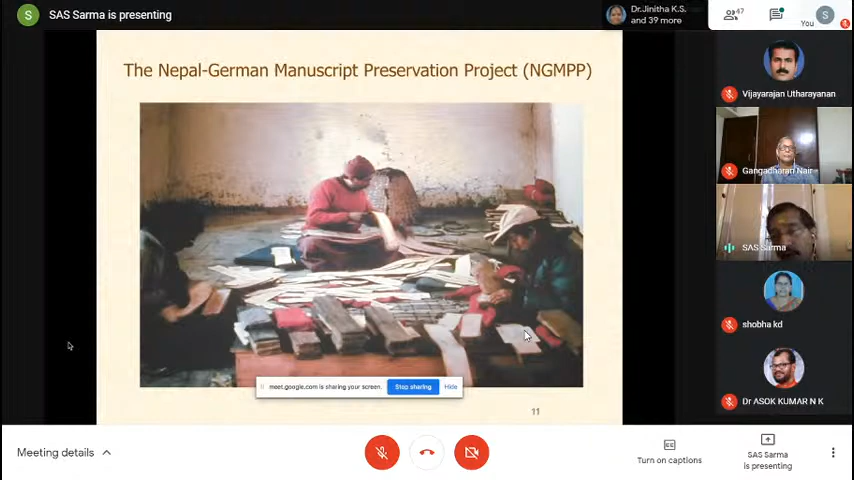 S
SAS Sarma is presenting
Dr.Jinitha K.S.
and 39 more
47
S
You
The Nepal-German Manuscript Preservation Project (NGMPP)
Vijayarajan Utharayanan
Gangadharan Nair
SAS Sarma
shobha kd
Dr ASOK KUMAR N K
meet.google.com is sharing your screen.
Stop sharing
Hide
11
Meeting details
Turn on captions
SAS Sarma
is presenting